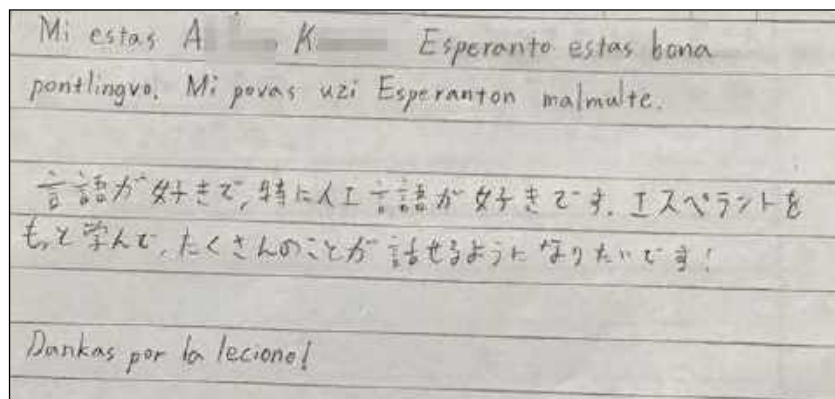 Mi estas A K Esperanto estas bona
pontlingvo. Mi povas uzi Esperanton malmulte.
言語が好きで,特に人工言語が好きです.エスペラントを
もっと学んで,たくさんのことが話せるようになりたいです!
Dankas por la leciono!